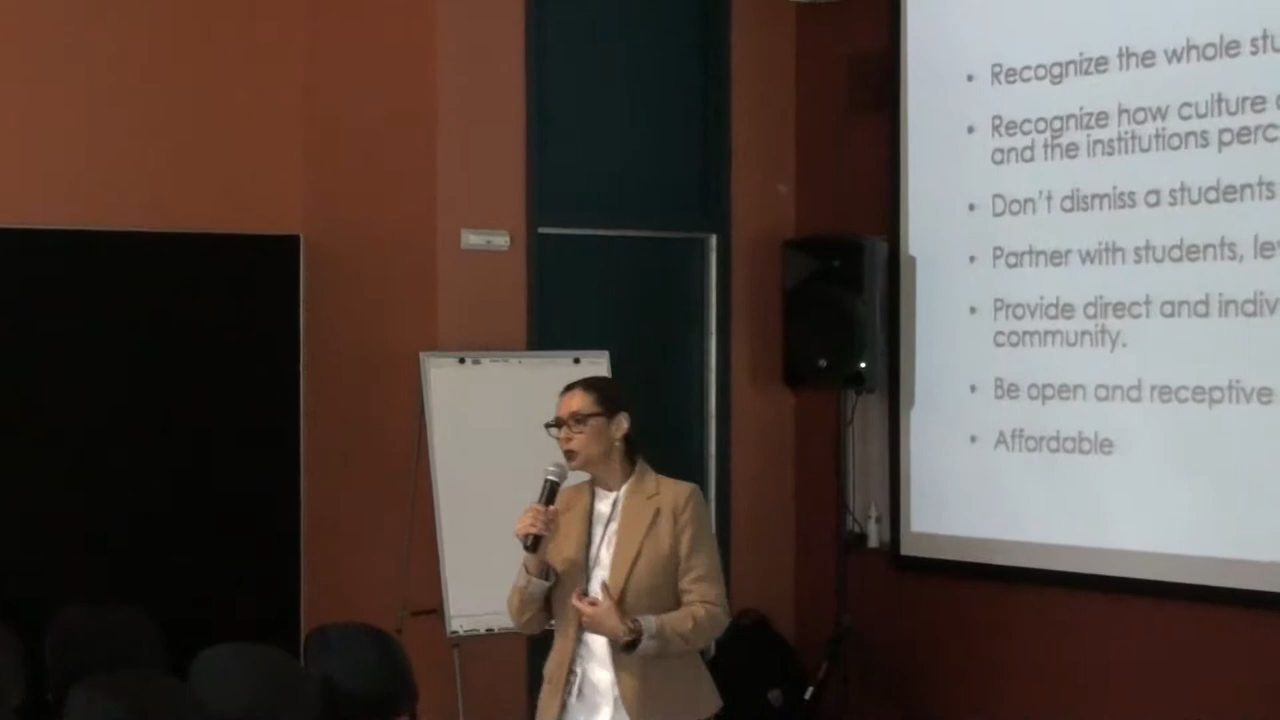 • Recognize the whole stu
• Recognize how culture
and the institutions perc
• Don't dismiss a students
• Partner with students, le
• Provide direct and indiv
community.
• Be open and receptive
• Affordable